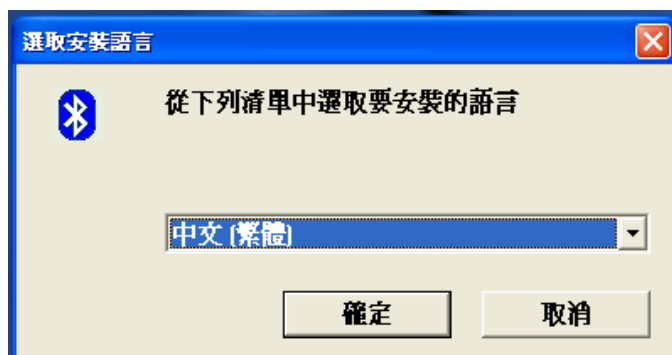 選取安裝語言
從下列清單中選取要安裝的語言
中文 (繁體)
確定
取消